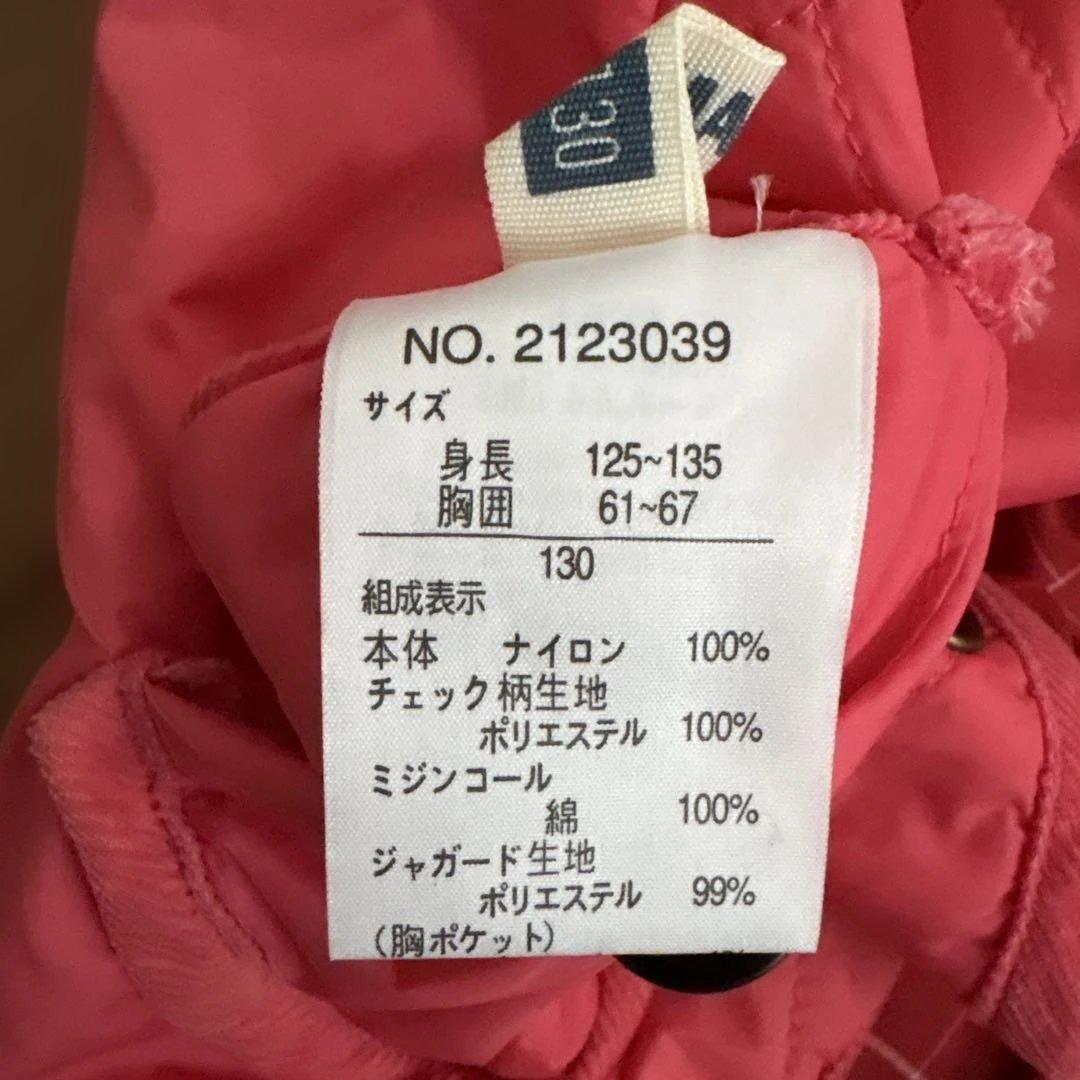 130
NO. 2123039
サイズ
身長 125~135
胸囲 61~67
130
組成表示
本体 ナイロン 100%
チェック柄生地
ポリエステル 100%
ミジンコール
綿 100%
ジャガード生地
ポリエステル 99%
(胸ポケット)